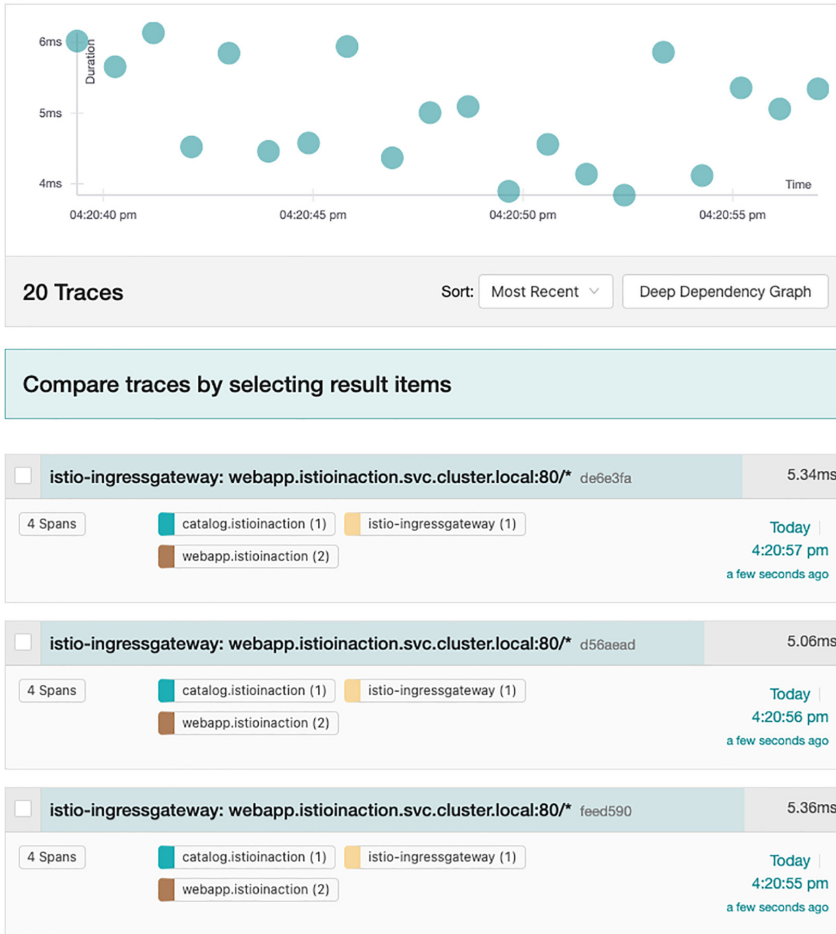 6ms
Duration
5ms
4ms
Time
04:20:40 pm
04:20:45 pm
04:20:50 pm
04:20:55 pm
20 Traces
Sort:
Most Recent
Deep Dependency Graph
Compare traces by selecting result items
istio-ingressgateway: webapp.istioinaction.svc.cluster.local:80/* de6e3fa
5.34ms
4 Spans
catalog.istioinaction (1)
istio-ingressgateway (1)
webapp.istioinaction (2)
Today
4:20:57 pm
a few seconds ago
istio-ingressgateway: webapp.istioinaction.svc.cluster.local:80/* d56aead
5.06ms
4 Spans
catalog.istioinaction (1)
istio-ingressgateway (1)
webapp.istioinaction (2)
Today
4:20:56 pm
a few seconds ago
istio-ingressgateway: webapp.istioinaction.svc.cluster.local:80/* feed590
5.36ms
4 Spans
catalog.istioinaction (1)
istio-ingressgateway (1)
webapp.istioinaction (2)
Today
4:20:55 pm
a few seconds ago